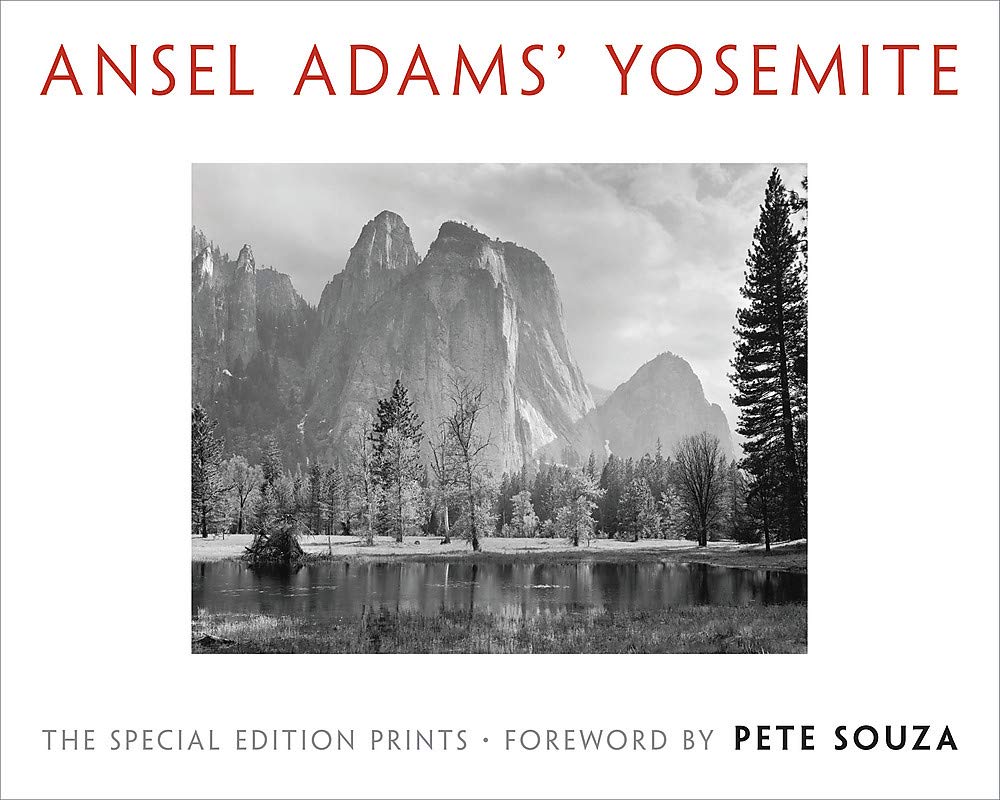 ANSEL ADAMS’ YOSEMITE
THE SPECIAL EDITION PRINTS • FOREWORD BY PETE SOUZA